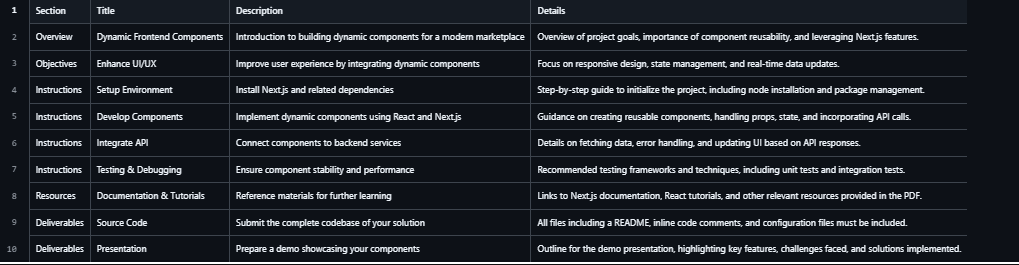 1 Section Title Description Details
2 Overview Dynamic Frontend Components Introduction to building dynamic components for a modern marketplace Overview of project goals, importance of component reusability, and leveraging Next.js features.
3 Objectives Enhance UI/UX Improve user experience by integrating dynamic components Focus on responsive design, state management, and real-time data updates.
4 Instructions Setup Environment Install Next.js and related dependencies Step-by-step guide to initialize the project, including node installation and package management.
5 Instructions Develop Components Implement dynamic components using React and Next.js Guidance on creating reusable components, handling props, state, and incorporating API calls.
6 Instructions Integrate API Connect components to backend services Details on fetching data, error handling, and updating UI based on API responses.
7 Instructions Testing & Debugging Ensure component stability and performance Recommended testing frameworks and techniques, including unit tests and integration tests.
8 Resources Documentation & Tutorials Reference materials for further learning Links to Next.js documentation, React tutorials, and other relevant resources provided in the PDF.
9 Deliverables Source Code Submit the complete codebase of your solution All files including a README, inline code comments, and configuration files must be included.
10 Deliverables Presentation Prepare a demo showcasing your components Outline for the demo presentation, highlighting key features, challenges faced, and solutions implemented.